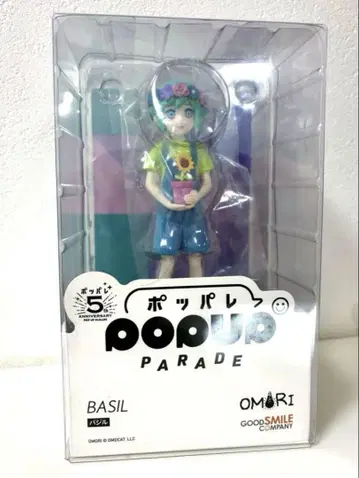 ポッパレ
5th
ANNIVERSARY
POP UP PARADE
ポッパレ
POP UP
PARADE
BASIL
バジル
OMORI
GOOD SMILE
COMPANY
OMORI © OMOCAT, LLC